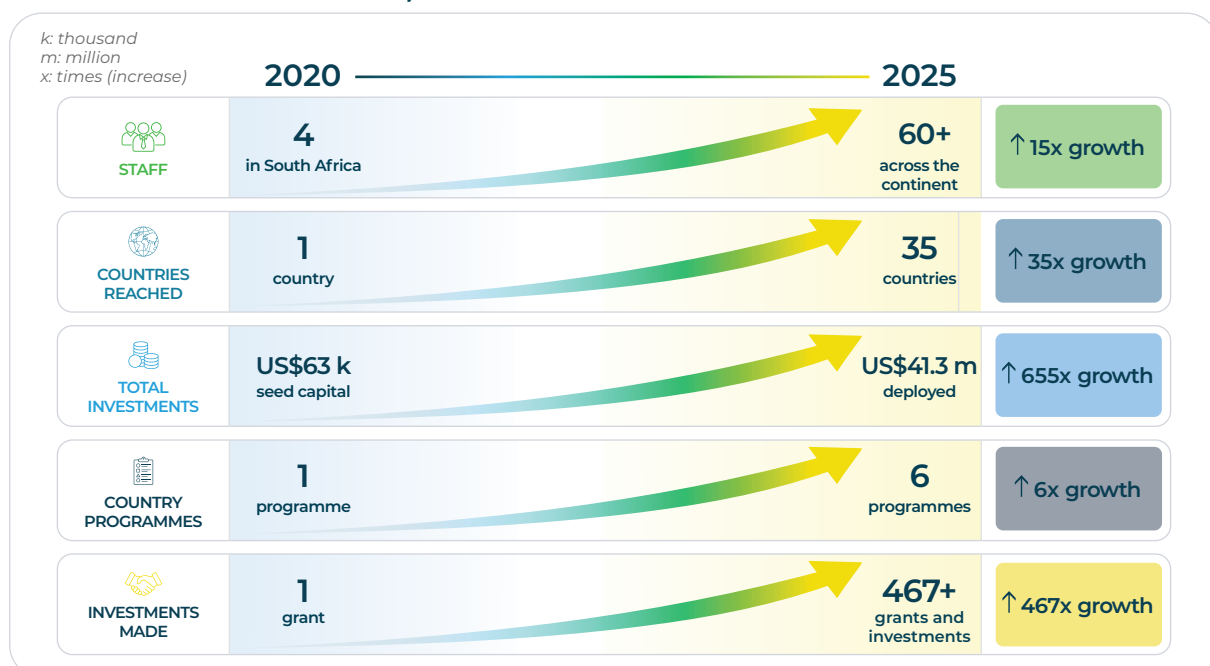 k: thousand
m: million
x: times (increase)
2020
2025
STAFF
4
in South Africa
60+
across the
continent
↑ 15x growth
COUNTRIES
REACHED
1
country
35
countries
↑ 35x growth
TOTAL
INVESTMENTS
US$63 k
seed capital
US$41.3 m
deployed
↑ 655x growth
COUNTRY
PROGRAMMES
1
programme
6
programmes
↑ 6x growth
INVESTMENTS
MADE
1
grant
467+
grants and
investments
↑ 467x growth